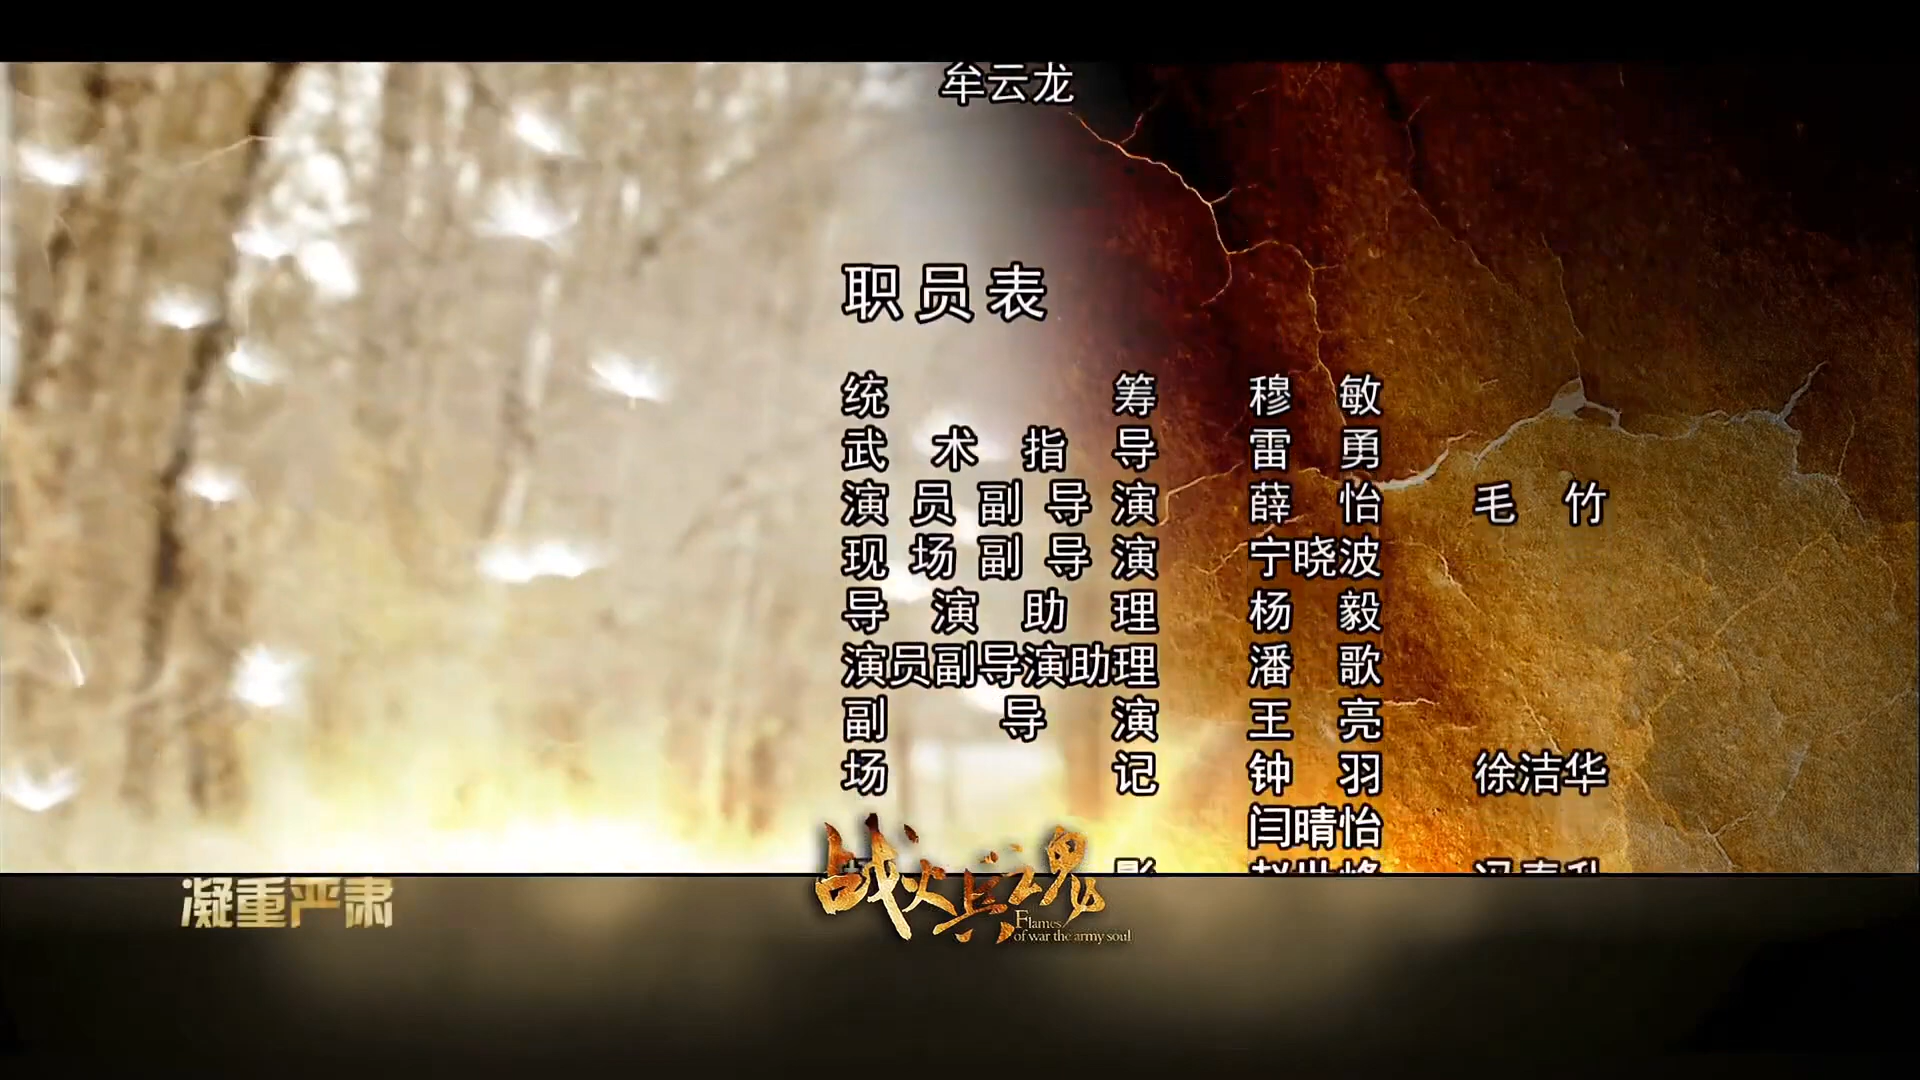 牟云龙
职员表
统筹 穆敏
武术指导 雷勇
演员副导演 薛怡 毛竹
现场副导演 宁晓波
导演助理 杨毅
演员副导演助理 潘歌
副导演 王亮
场记 钟羽 徐洁华
闫晴怡
凝重严肃
战火兵魂
Flames
of war the army soul